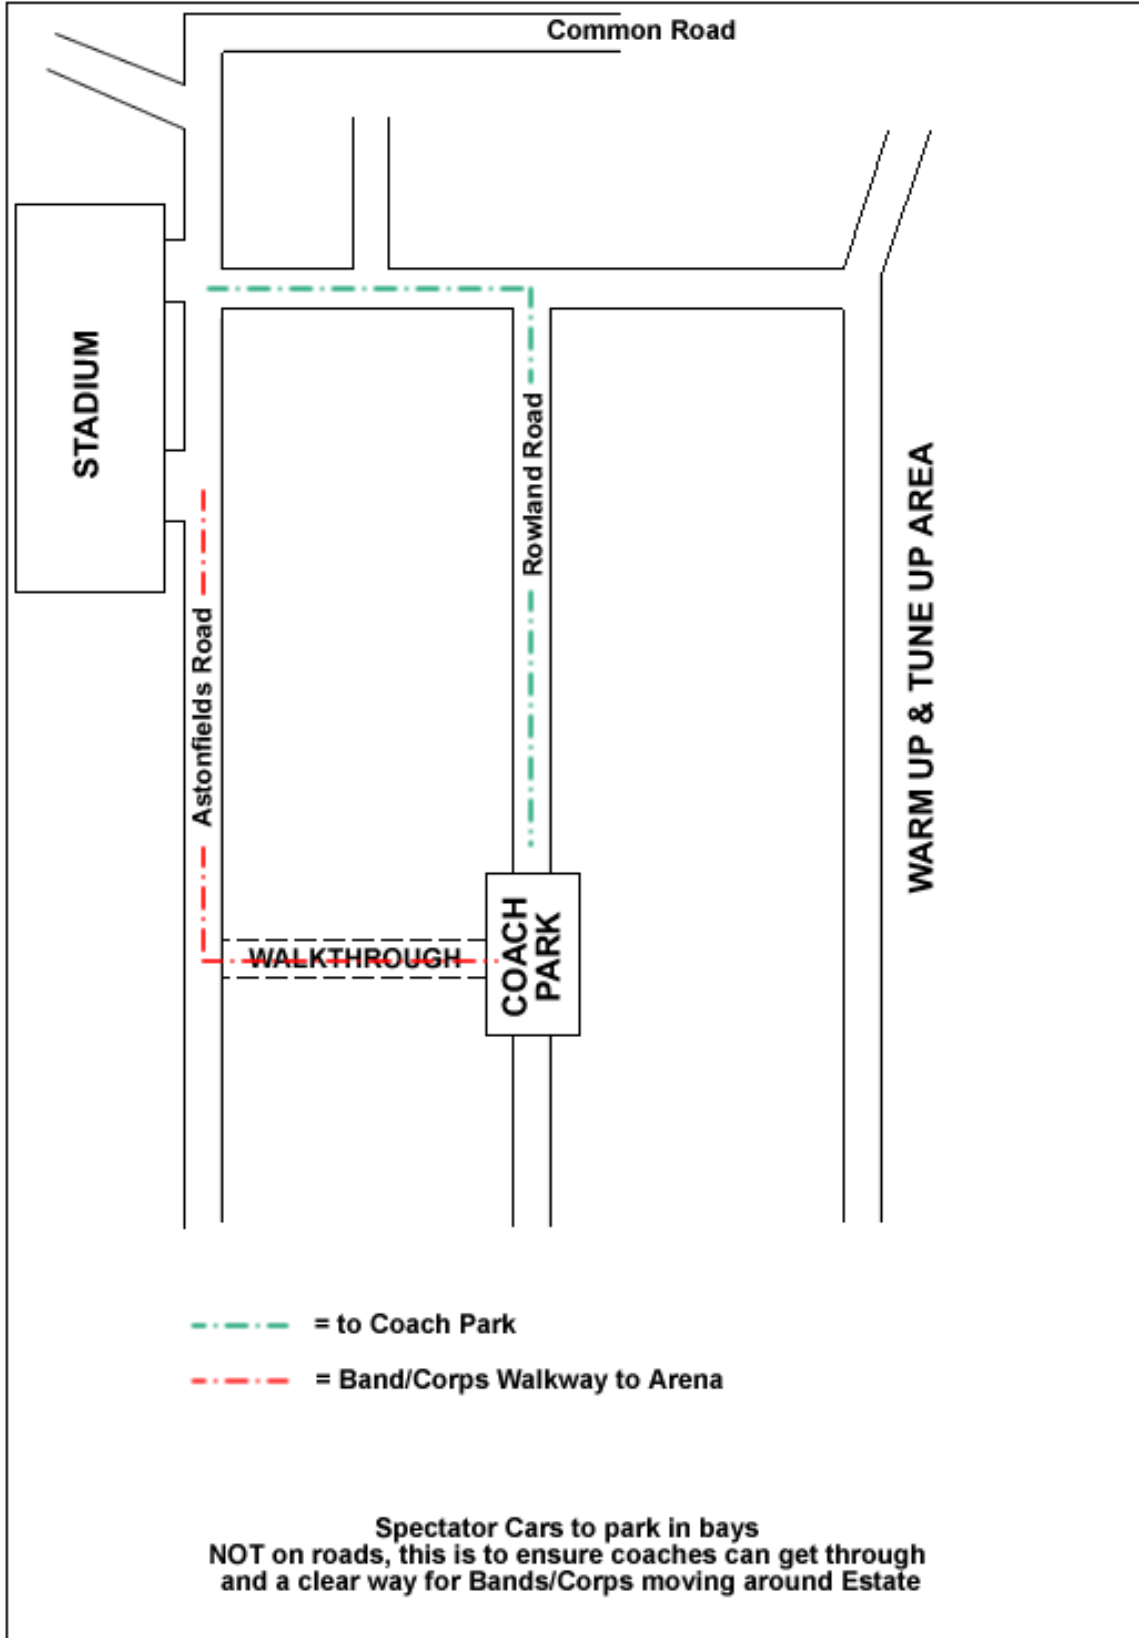 Common Road
STADIUM
Rowland Road
WARM UP & TUNE UP AREA
Astonfields Road
WALKTHROUGH
COACH
PARK
= to Coach Park
= Band/Corps Walkway to Arena
Spectator Cars to park in bays
NOT on roads, this is to ensure coaches can get through
and a clear way for Bands/Corps moving around Estate